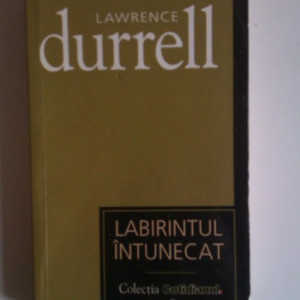 LAWRENCE
durrell
LABIRINTUL
ÎNTUNECAT
Colecția Cotidianul.